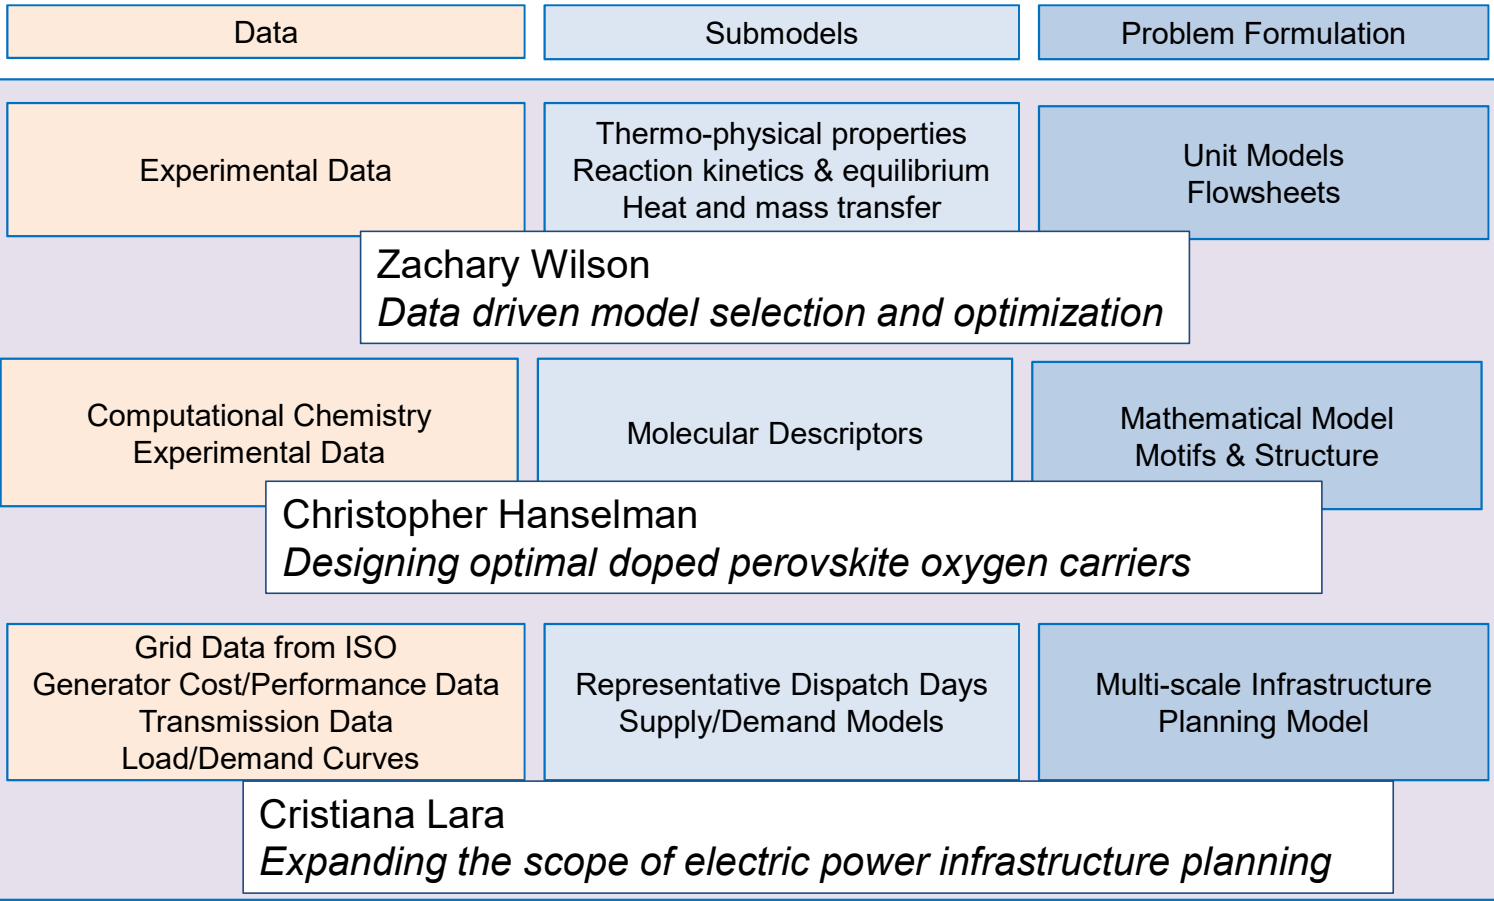 Data
Submodels
Problem Formulation
Experimental Data
Thermo-physical properties
Reaction kinetics & equilibrium
Heat and mass transfer
Unit Models
Flowsheets
Zachary Wilson
Data driven model selection and optimization
Computational Chemistry
Experimental Data
Molecular Descriptors
Mathematical Model
Motifs & Structure
Christopher Hanselman
Designing optimal doped perovskite oxygen carriers
Grid Data from ISO
Generator Cost/Performance Data
Transmission Data
Load/Demand Curves
Representative Dispatch Days
Supply/Demand Models
Multi-scale Infrastructure
Planning Model
Cristiana Lara
Expanding the scope of electric power infrastructure planning